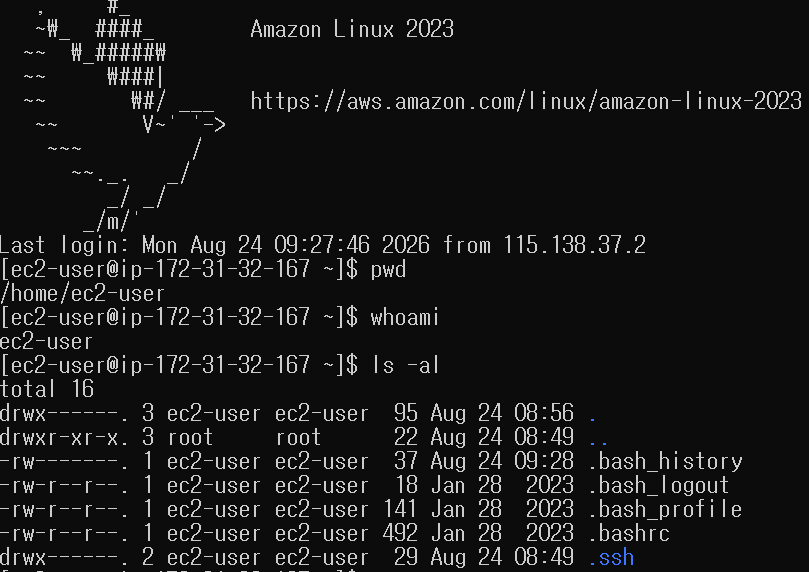 ,     #_
   ~₩_  ####_        Amazon Linux 2023
  ~~  ₩_#####₩
  ~~     ₩###|
  ~~       ₩#/ ___   https://aws.amazon.com/linux/amazon-linux-2023
   ~~       V~' '->
    ~~~         /
      ~~._.   _/
         _/ _/
       _/m/'
Last login: Mon Aug 24 09:27:46 2026 from 115.138.37.2
[ec2-user@ip-172-31-32-167 ~]$ pwd
/home/ec2-user
[ec2-user@ip-172-31-32-167 ~]$ whoami
ec2-user
[ec2-user@ip-172-31-32-167 ~]$ ls -al
total 16
drwx------. 3 ec2-user ec2-user  95 Aug 24 08:56 .
drwxr-xr-x. 3 root     root      22 Aug 24 08:49 ..
-rw-------. 1 ec2-user ec2-user  37 Aug 24 09:28 .bash_history
-rw-r--r--. 1 ec2-user ec2-user  18 Jan 28  2023 .bash_logout
-rw-r--r--. 1 ec2-user ec2-user 141 Jan 28  2023 .bash_profile
-rw-r--r--. 1 ec2-user ec2-user 492 Jan 28  2023 .bashrc
drwx------. 2 ec2-user ec2-user  29 Aug 24 08:49 .ssh